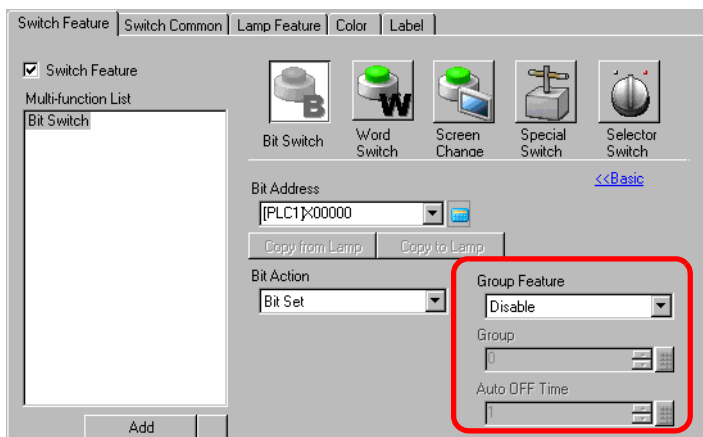 Switch Feature Switch Common Lamp Feature Color Label
Switch Feature
Multi-function List
Bit Switch
B
W
Bit Switch
Word Switch
Screen Change
Special Switch
Selector Switch
<<Basic
Bit Address
[PLC1]X00000
Copy from Lamp Copy to Lamp
Bit Action
Bit Set
Group Feature
Disable
Group
0
Auto OFF Time
1
Add